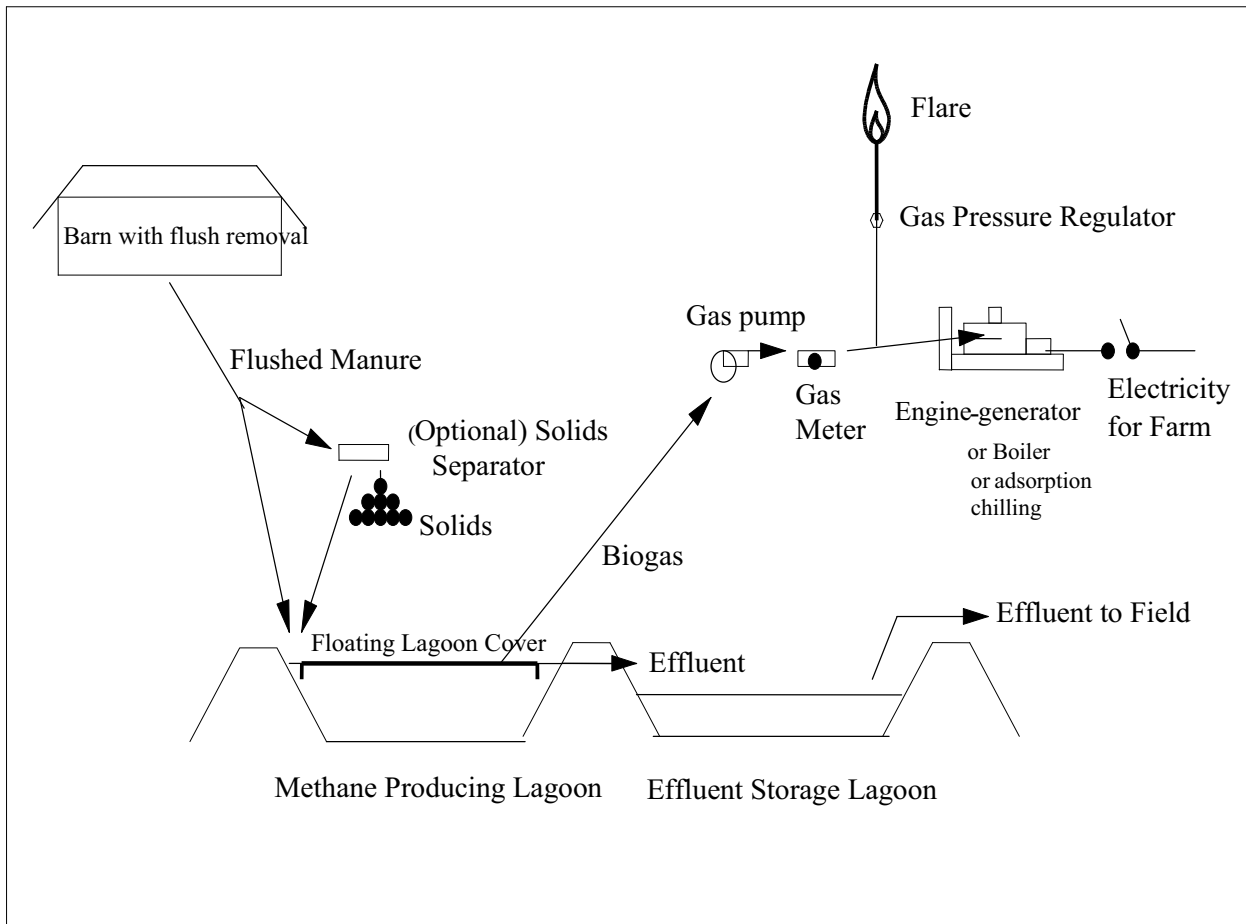 Flare
Gas Pressure Regulator
Barn with flush removal
Gas pump
Flushed Manure
Gas
Meter
Engine-generator
or Boiler
or adsorption
chilling
Electricity
for Farm
(Optional) Solids
Separator
Solids
Biogas
Effluent to Field
Floating Lagoon Cover
Effluent
Methane Producing Lagoon
Effluent Storage Lagoon